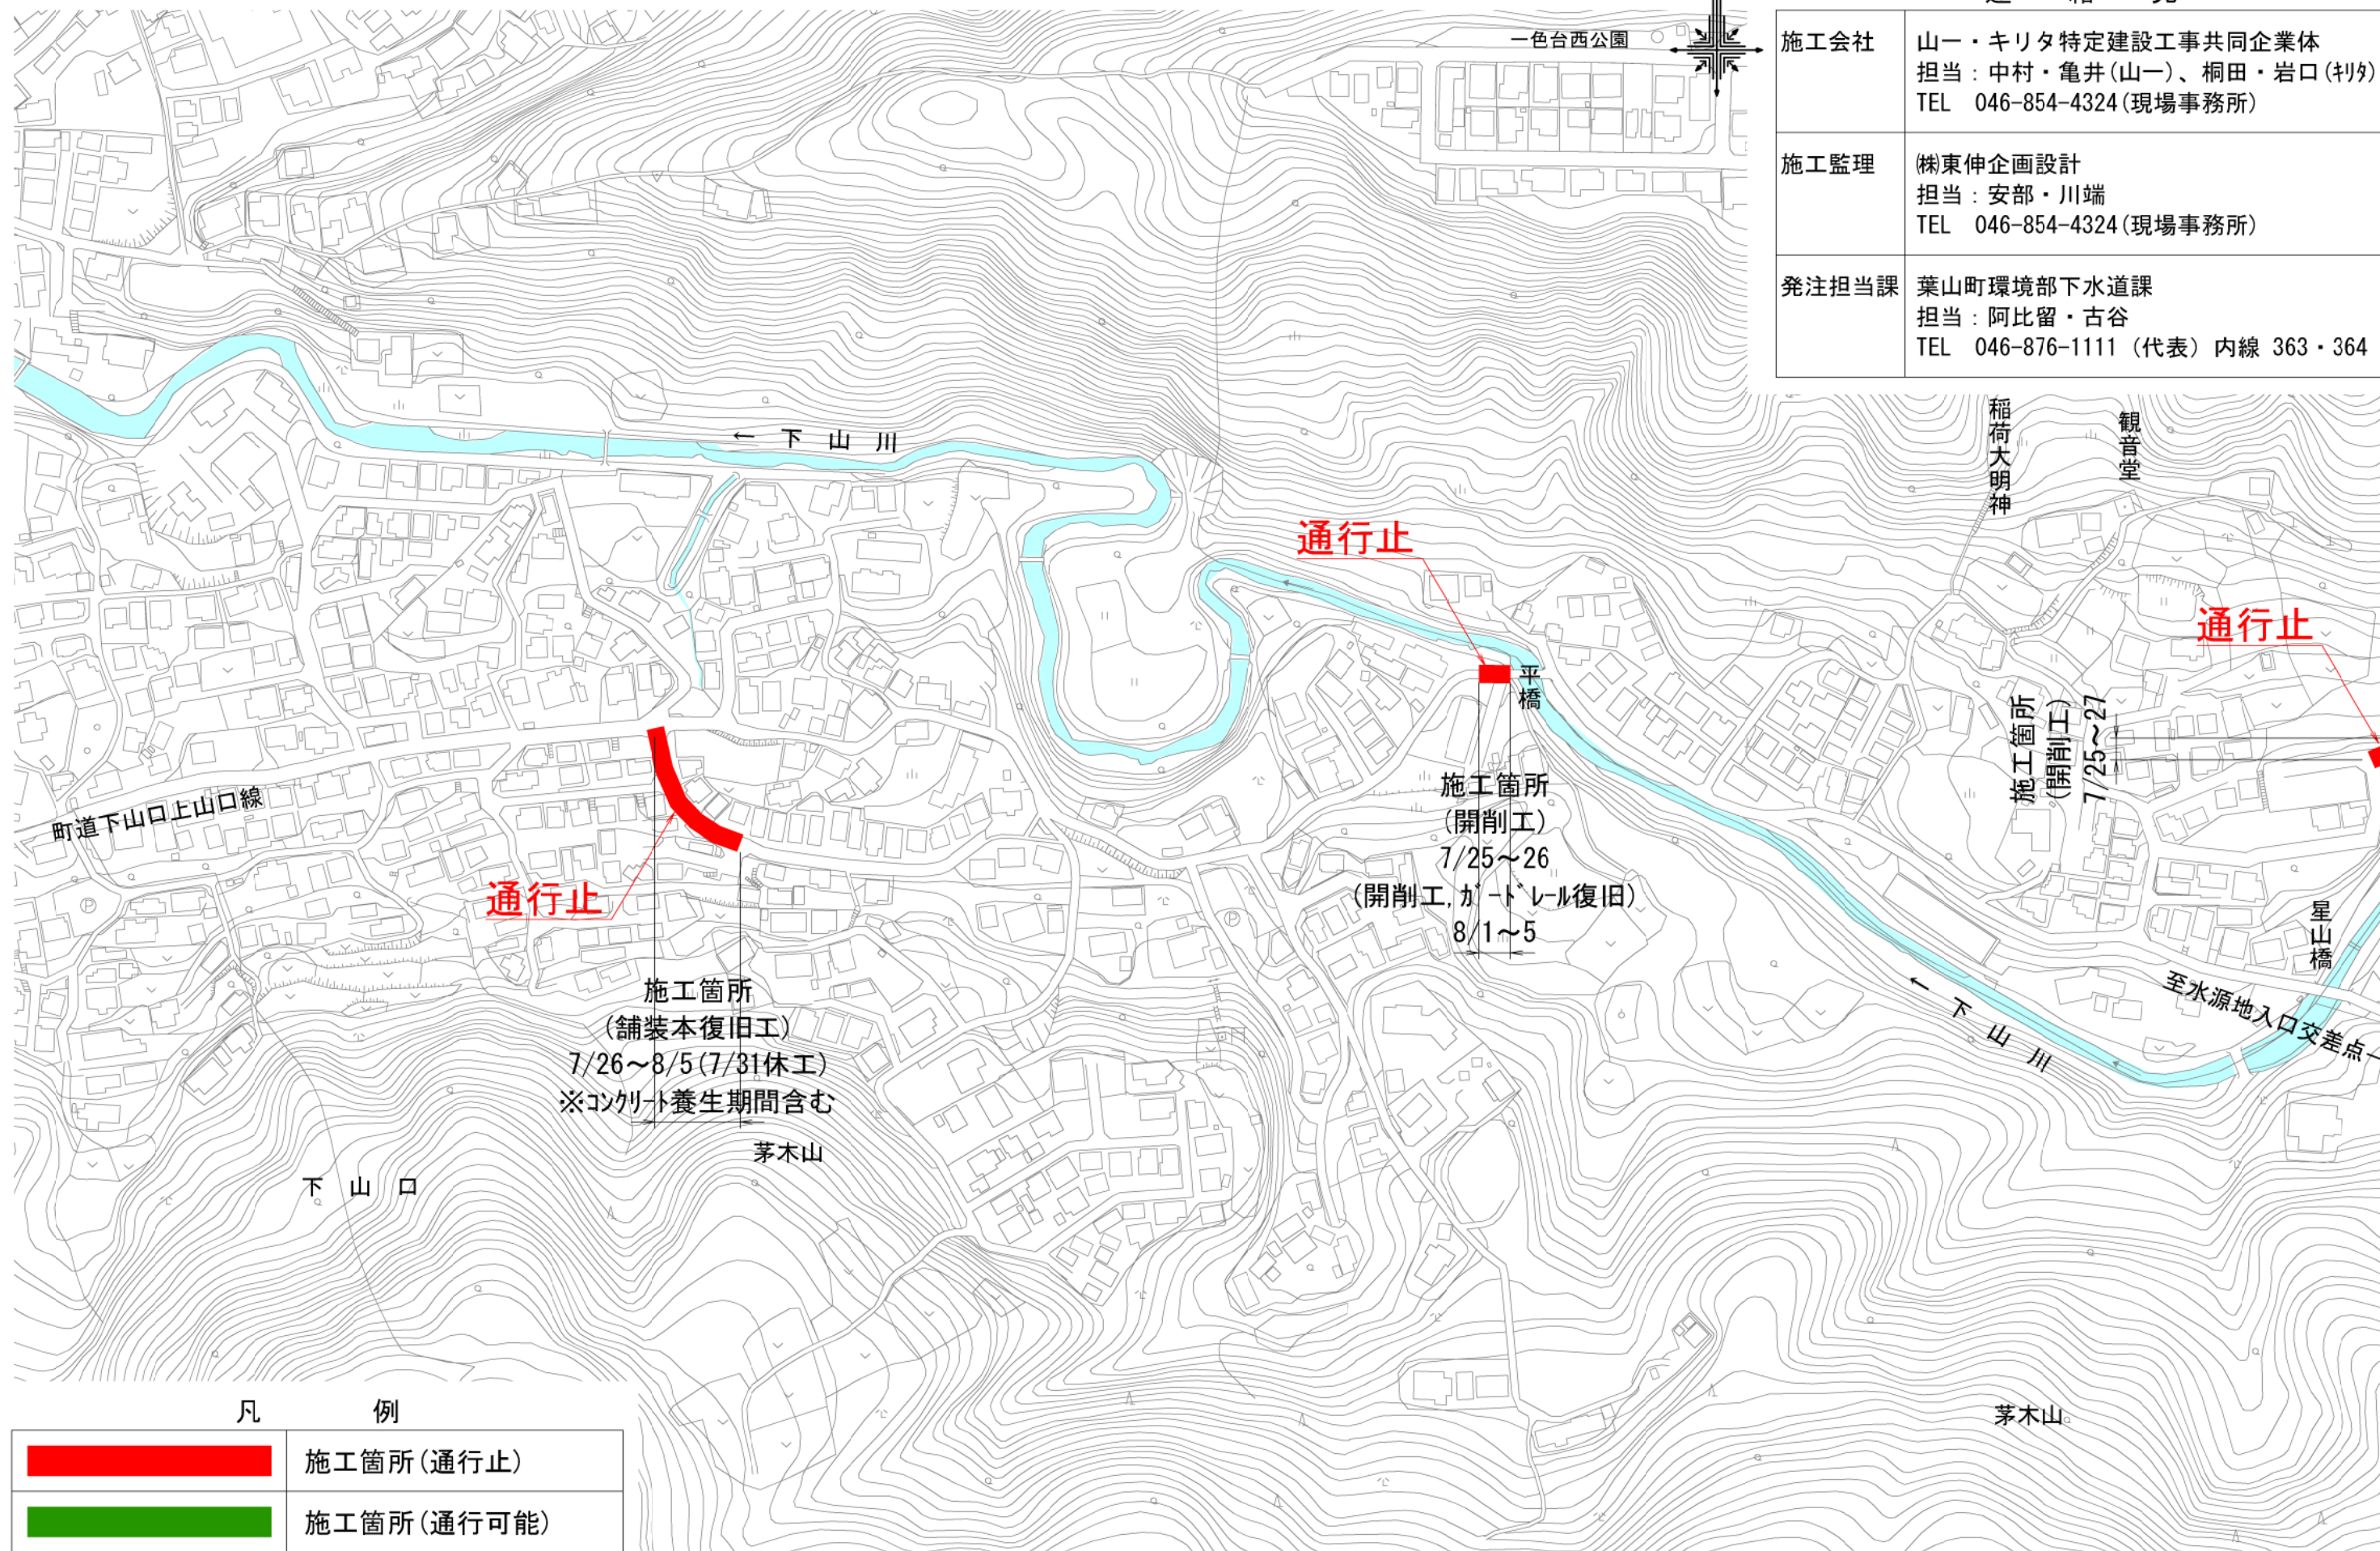 一色台西公園
施工会社
山一・キリタ特定建設工事共同企業体
担当：中村・亀井(山一)、桐田・岩口(ｷﾘﾀ)
TEL 046-854-4324(現場事務所)
施工監理
㈱東伸企画設計
担当：安部・川端
TEL 046-854-4324(現場事務所)
発注担当課
葉山町環境部下水道課
担当：阿比留・古谷
TEL 046-876-1111（代表）内線 363・364
稲荷大明神
観音堂
← 下 山 川
通行止
平橋
通行止
施工箇所
(開削工)
7/25～27
町道下山口上山口線
通行止
施工箇所
(開削工)
7/25～26
(開削工,ｶﾞｰﾄﾞﾚｰﾙ復旧)
8/1～5
星山橋
至水源地入口交差点→
← 下 山 川
施工箇所
(舗装本復旧工)
7/26～8/5(7/31休工)
※ｺﾝｸﾘｰﾄ養生期間含む
茅木山
下 山 口
茅木山
凡 例
施工箇所(通行止)
施工箇所(通行可能)